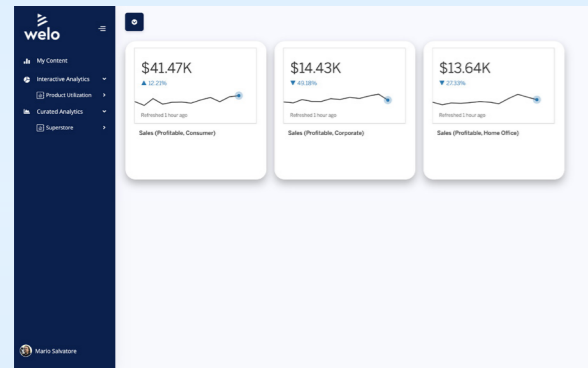 welo
My Content
Interactive Analytics
Product Utilization
Curated Analytics
Superstore
Mario Salvatore
$41.47K
▲ 12.21%
Refreshed 1 hour ago
Sales (Profitable, Consumer)
$14.43K
▼ 49.18%
Refreshed 1 hour ago
Sales (Profitable, Corporate)
$13.64K
▼ 27.33%
Refreshed 1 hour ago
Sales (Profitable, Home Office)